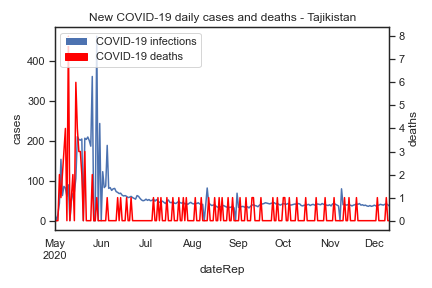 New COVID-19 daily cases and deaths - Tajikistan
COVID-19 infections
COVID-19 deaths
400
300
200
100
0
cases
8
7
6
5
4
3
2
1
0
deaths
May Jun Jul Aug Sep Oct Nov Dec
2020
dateRep